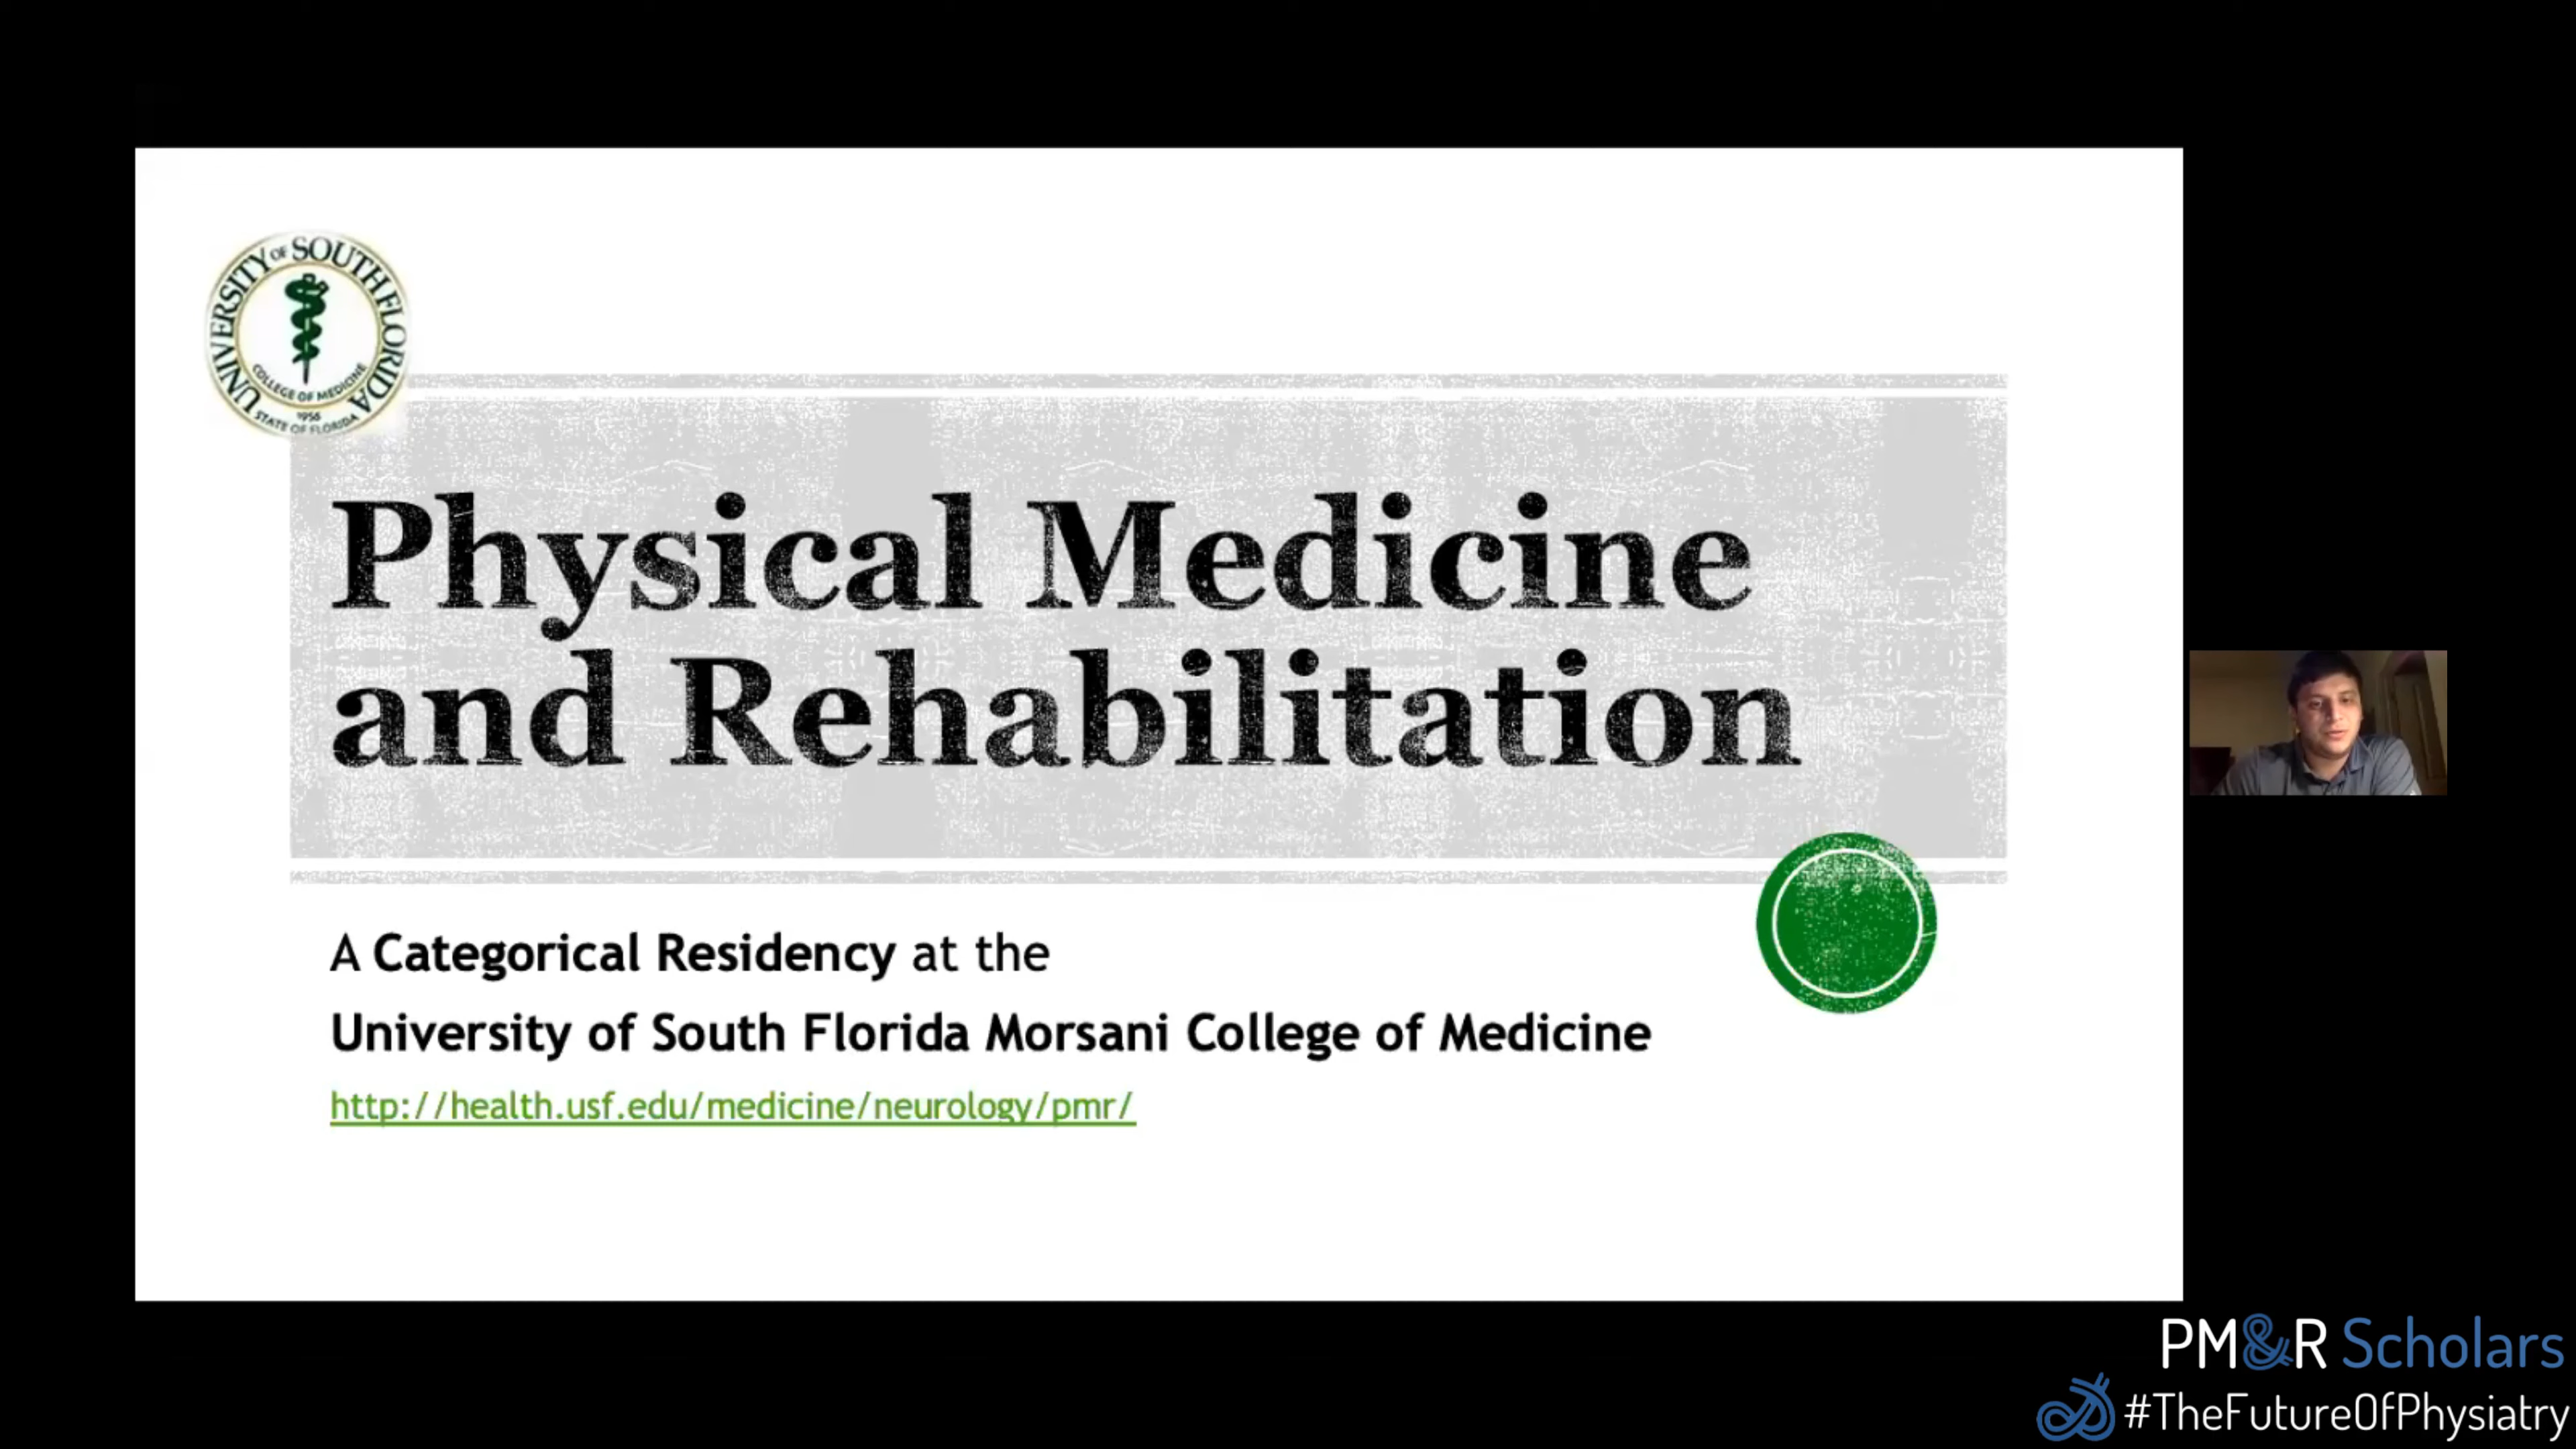 UNIVERSITY OF SOUTH FLORIDA
COLLEGE OF MEDICINE
1956
STATE OF FLORIDA
Physical Medicine
and Rehabilitation
A Categorical Residency at the
University of South Florida Morsani College of Medicine
http://health.usf.edu/medicine/neurology/pmr/
PM&R Scholars
#TheFutureOfPhysiatry